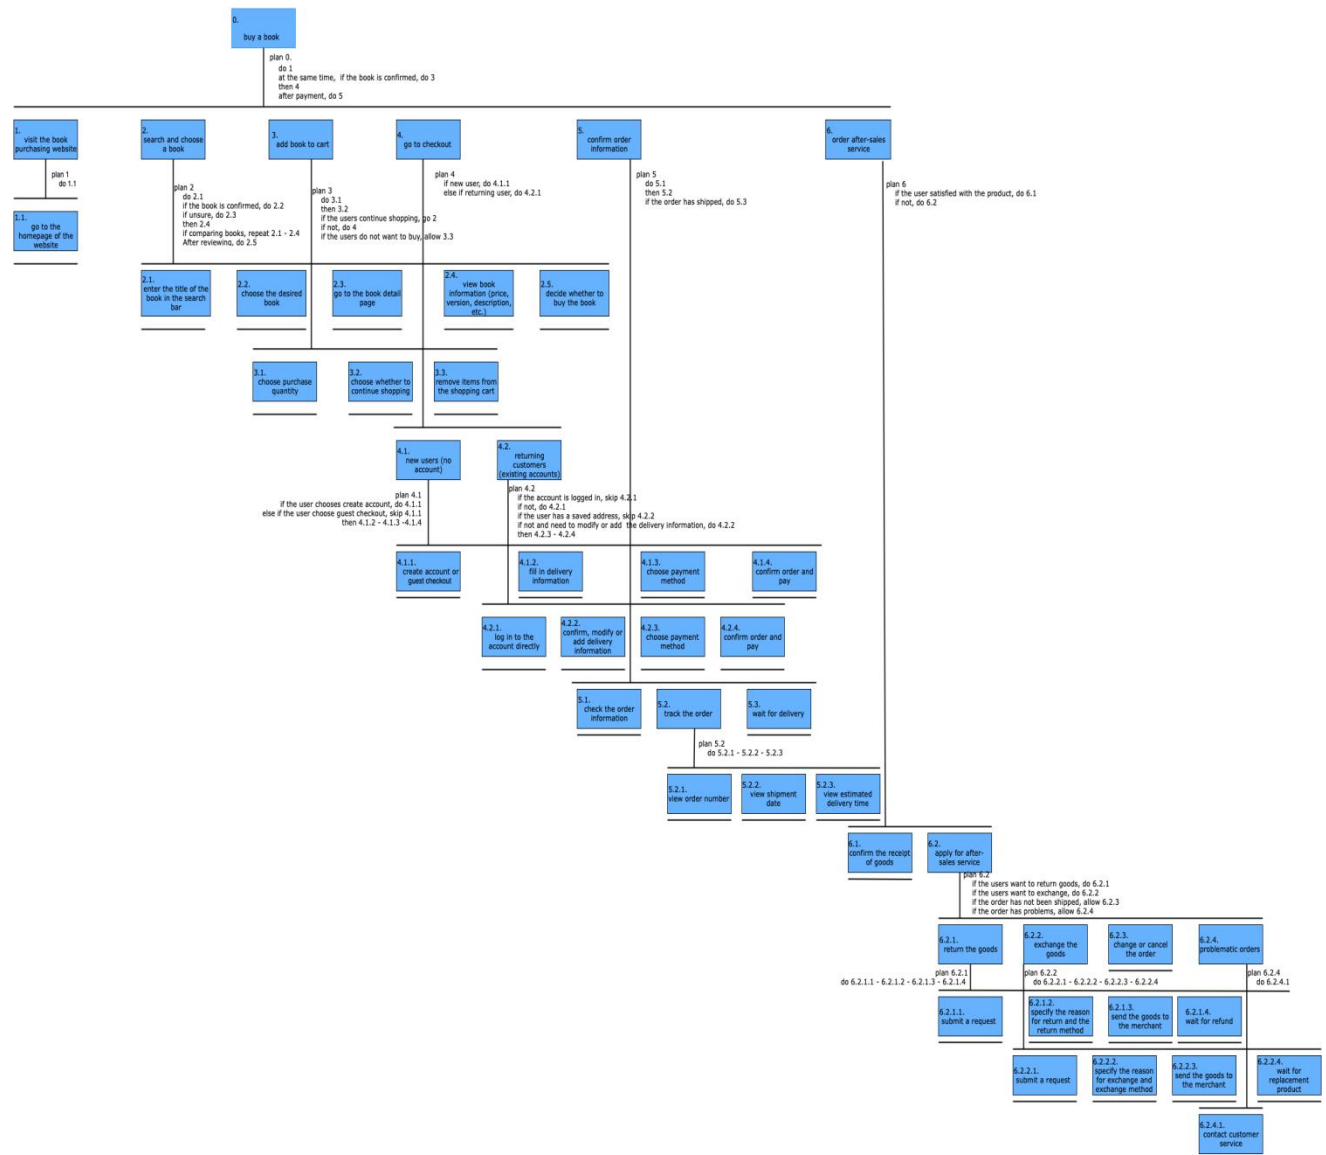 0.
buy a book
plan 0.
do 1
at the same time, if the book is confirmed, do 3
then 4
after payment, do 5
1.
visit the book
purchasing website
2.
search and choose
a book
3.
add book to cart
4.
go to checkout
5.
confirm order
information
6.
order after-sales
service
plan 1
do 1.1
plan 2
do 2.1
if the book is confirmed, do 2.2
if unsure, do 2.3
then 2.4
if comparing books, repeat 2.1 - 2.4
After reviewing, do 2.5
plan 3
do 3.1
then 3.2
if the users continue shopping, go 2
if not, do 4
if the users do not want to buy, allow 3.3
plan 4
if new user, do 4.1.1
else if returning user, do 4.2.1
plan 5
do 5.1
then 5.2
if the order has shipped, do 5.3
plan 6
if the user satisfied with the product, do 6.1
if not, do 6.2
1.1.
go to the
homepage of the
website
2.1.
enter the title of the
book in the search
bar
2.2.
choose the desired
book
2.3.
go to the book detail
page
2.4.
view book
information (price,
version, description,
etc.)
2.5.
decide whether to
buy the book
3.1.
choose purchase
quantity
3.2.
choose whether to
continue shopping
3.3.
remove items from
the shopping cart
4.1.
new users (no
account)
4.2.
returning
customers
(existing accounts)
plan 4.1
if the user chooses create account, do 4.1.1
else if the user choose guest checkout, skip 4.1.1
then 4.1.2 - 4.1.3 -4.1.4
plan 4.2
if the account is logged in, skip 4.2.1
if not, do 4.2.1
if the user has a saved address, skip 4.2.2
if not and need to modify or add the delivery information, do 4.2.2
then 4.2.3 - 4.2.4
4.1.1.
create account or
guest checkout
4.1.2.
fill in delivery
information
4.1.3.
choose payment
method
4.1.4.
confirm order and
pay
4.2.1.
log in to the
account directly
4.2.2.
confirm, modify or
add delivery
information
4.2.3.
choose payment
method
4.2.4.
confirm order and
pay
5.1.
check the order
information
5.2.
track the order
5.3.
wait for delivery
plan 5.2
do 5.2.1 - 5.2.2 - 5.2.3
5.2.1.
view order number
5.2.2.
view shipment
date
5.2.3.
view estimated
delivery time
6.1.
confirm the receipt
of goods
6.2.
apply for after-
sales service
plan 6.2
if the users want to return goods, do 6.2.1
if the users want to exchange, do 6.2.2
if the order has not been shipped, allow 6.2.3
if the order has problems, allow 6.2.4
6.2.1.
return the goods
6.2.2.
exchange the
goods
6.2.3.
change or cancel
the order
6.2.4.
problematic orders
plan 6.2.1
do 6.2.1.1 - 6.2.1.2 - 6.2.1.3 - 6.2.1.4
plan 6.2.2
do 6.2.2.1 - 6.2.2.2 - 6.2.2.3 - 6.2.2.4
plan 6.2.4
do 6.2.4.1
6.2.1.1.
submit a request
6.2.1.2.
specify the reason
for return and the
return method
6.2.1.3.
send the goods to
the merchant
6.2.1.4.
wait for refund
6.2.2.1.
submit a request
6.2.2.2.
specify the reason
for exchange and
exchange method
6.2.2.3.
send the goods to
the merchant
6.2.2.4.
wait for
replacement
product
6.2.4.1.
contact customer
service